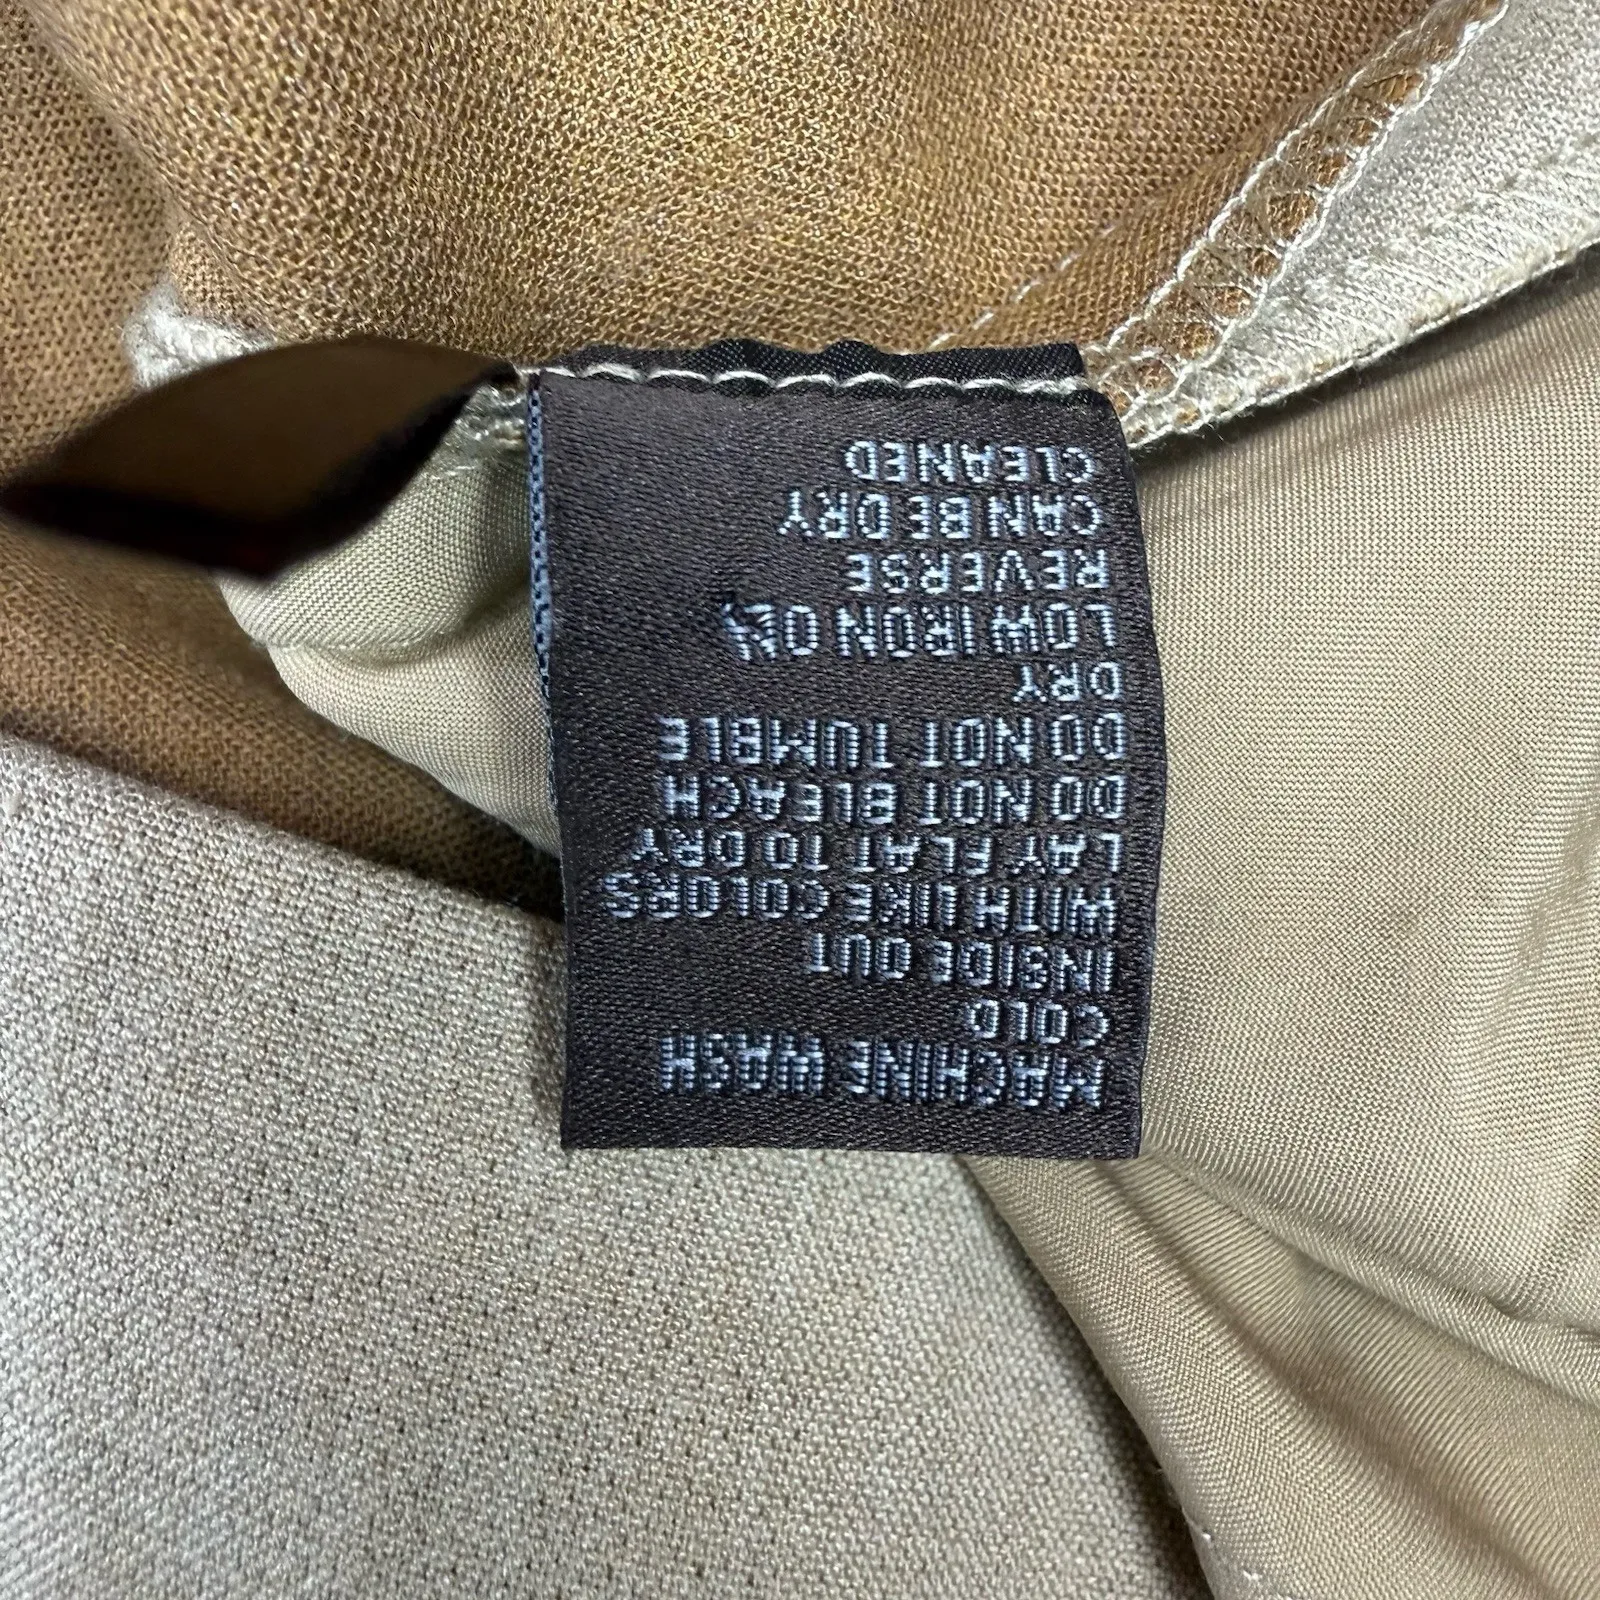 MACHINE WASH
COLD
INSIDE OUT
WITH LIKE COLORS
LAY FLAT TO DRY
DO NOT BLEACH
DO NOT TUMBLE
DRY
LOW IRON ON
REVERSE
CAN BE DRY
CLEANED